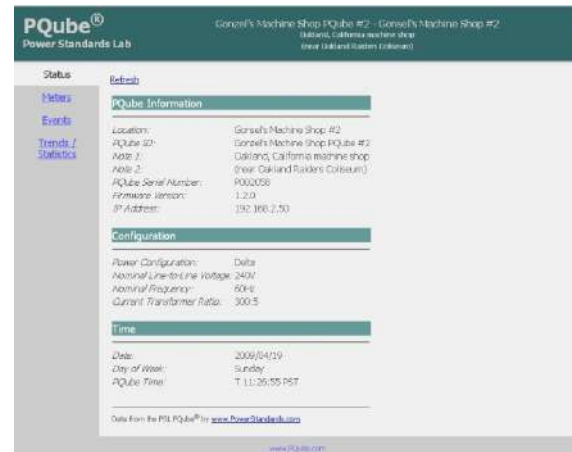 PQube®
Power Standards Lab
Gonzel's Machine Shop PQube #2 - Gonsel's Machine Shop #2
Oakland, California machine shop
(near Oakland Raiders Coliseum)
Status
Meters
Events
Trends /
Statistics
Refresh
PQube Information
Location: Gonsel's Machine Shop #2
PQube ID: Gonzel's Machine Shop PQube #2
Note 1: Oakland, California machine shop
Note 2: (near Oakland Raiders Coliseum)
PQube Serial Number: P002058
Firmware Version: 1.2.0
IP Address: 192.168.2.50
Configuration
Power Configuration: Delta
Nominal Line-to-Line Voltage: 240V
Nominal Frequency: 60Hz
Current Transformer Ratio: 300:5
Time
Date: 2009/04/19
Day of Week: Sunday
PQube Time: T 11:26:55 PST
Data from the PSL PQube® by www.PowerStandards.com
www.PQube.com